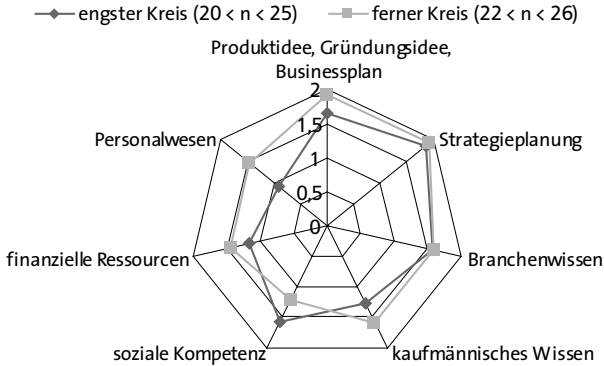 engster Kreis (20 < n < 25) ferner Kreis (22 < n < 26)
Produktidee, Gründungsidee,
Businessplan
2
1,5
1
0,5
0
Personalwesen
Strategieplanung
finanzielle Ressourcen
Branchenwissen
soziale Kompetenz
kaufmännisches Wissen